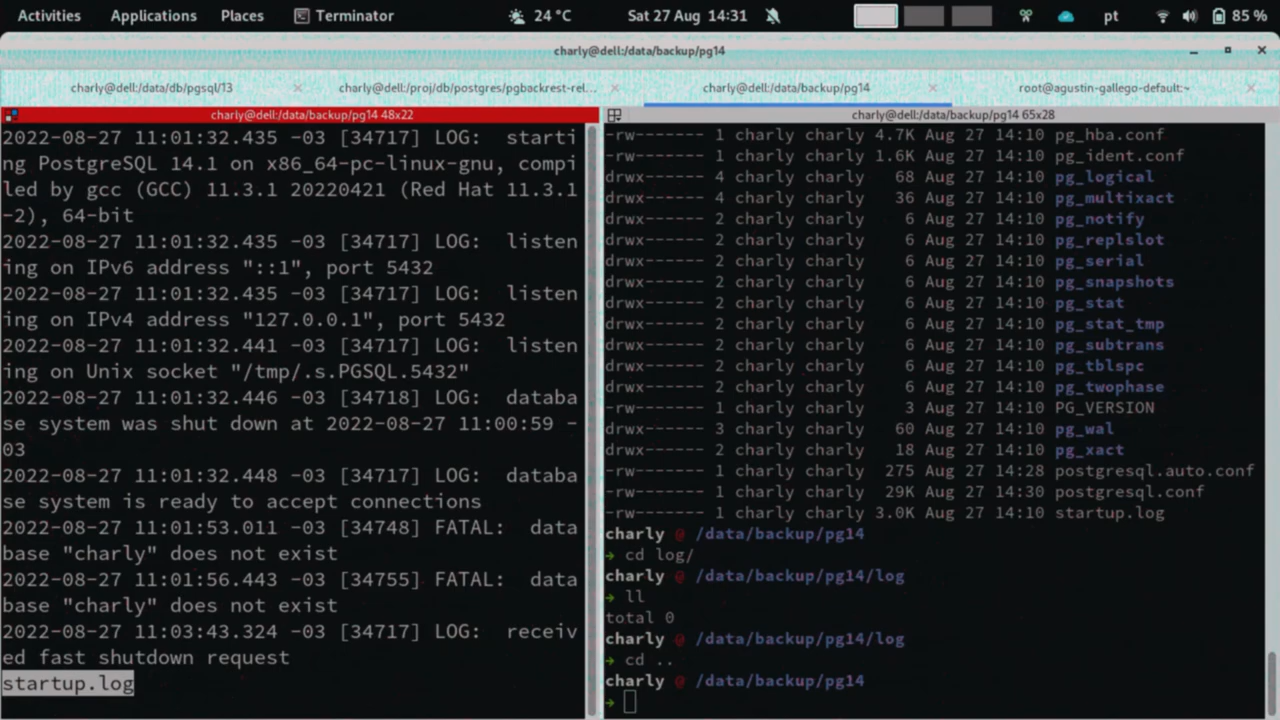 Activities Applications Places Terminator 24 °C Sat 27 Aug 14:31 pt 85 %
charly@dell:/data/backup/pg14
charly@dell:/data/db/pgsql/13 charly@dell:/proj/db/postgres/pgbackrest-rel... charly@dell:/data/backup/pg14 root@agustin-gallego-default:~
charly@dell:/data/backup/pg14 48x22
2022-08-27 11:01:32.435 -03 [34717] LOG:  starti
ng PostgreSQL 14.1 on x86_64-pc-linux-gnu, compi
led by gcc (GCC) 11.3.1 20220421 (Red Hat 11.3.1
-2), 64-bit
2022-08-27 11:01:32.435 -03 [34717] LOG:  listen
ing on IPv6 address "::1", port 5432
2022-08-27 11:01:32.435 -03 [34717] LOG:  listen
ing on IPv4 address "127.0.0.1", port 5432
2022-08-27 11:01:32.441 -03 [34717] LOG:  listen
ing on Unix socket "/tmp/.s.PGSQL.5432"
2022-08-27 11:01:32.446 -03 [34718] LOG:  databa
se system was shut down at 2022-08-27 11:00:59 -
03
2022-08-27 11:01:32.448 -03 [34717] LOG:  databa
se system is ready to accept connections
2022-08-27 11:01:53.011 -03 [34748] FATAL:  data
base "charly" does not exist
2022-08-27 11:01:56.443 -03 [34755] FATAL:  data
base "charly" does not exist
2022-08-27 11:03:43.324 -03 [34717] LOG:  receiv
ed fast shutdown request
startup.log
charly@dell:/data/backup/pg14 65x28
-rw------- 1 charly charly 4.7K Aug 27 14:10 pg_hba.conf
-rw------- 1 charly charly 1.6K Aug 27 14:10 pg_ident.conf
drwx------ 4 charly charly   68 Aug 27 14:10 pg_logical
drwx------ 4 charly charly   36 Aug 27 14:10 pg_multixact
drwx------ 2 charly charly    6 Aug 27 14:10 pg_notify
drwx------ 2 charly charly    6 Aug 27 14:10 pg_replslot
drwx------ 2 charly charly    6 Aug 27 14:10 pg_serial
drwx------ 2 charly charly    6 Aug 27 14:10 pg_snapshots
drwx------ 2 charly charly    6 Aug 27 14:10 pg_stat
drwx------ 2 charly charly    6 Aug 27 14:10 pg_stat_tmp
drwx------ 2 charly charly    6 Aug 27 14:10 pg_subtrans
drwx------ 2 charly charly    6 Aug 27 14:10 pg_tblspc
drwx------ 2 charly charly    6 Aug 27 14:10 pg_twophase
-rw------- 1 charly charly    3 Aug 27 14:10 PG_VERSION
drwx------ 3 charly charly   60 Aug 27 14:10 pg_wal
drwx------ 2 charly charly   18 Aug 27 14:10 pg_xact
-rw------- 1 charly charly  275 Aug 27 14:28 postgresql.auto.conf
-rw------- 1 charly charly  29K Aug 27 14:30 postgresql.conf
-rw------- 1 charly charly 3.0K Aug 27 14:10 startup.log
charly @ /data/backup/pg14
→ cd log/
charly @ /data/backup/pg14/log
→ ll
total 0
charly @ /data/backup/pg14/log
→ cd ..
charly @ /data/backup/pg14
→